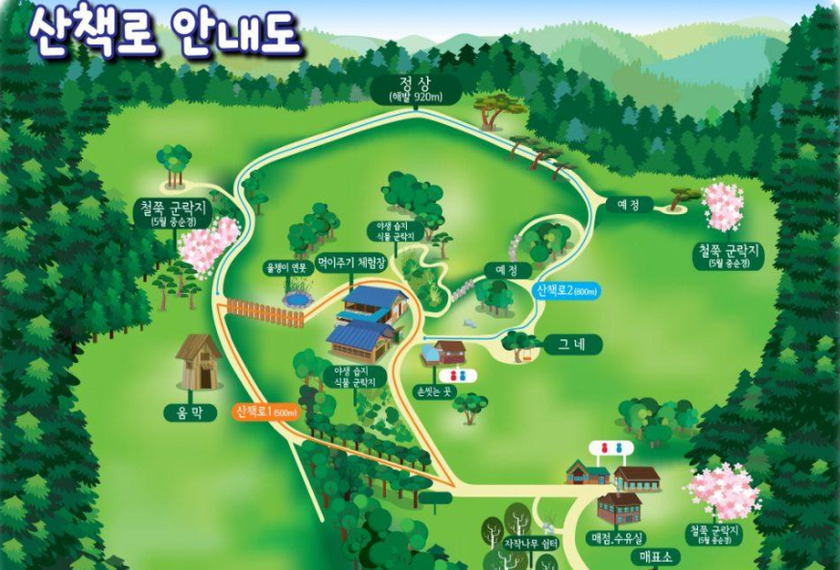 산책로 안내도
정상
(해발 920m)
예정
철쭉 군락지
(5월 중순경)
철쭉 군락지
(5월 중순경)
야생 습지
식물 군락지
올챙이 연못
먹이주기 체험장
예정
산책로2(800m)
그네
야생 습지
식물 군락지
손씻는 곳
움막
산책로1(500m)
자작나무 쉼터
매점.수유실
철쭉 군락지
(5월 중순경)
매표소